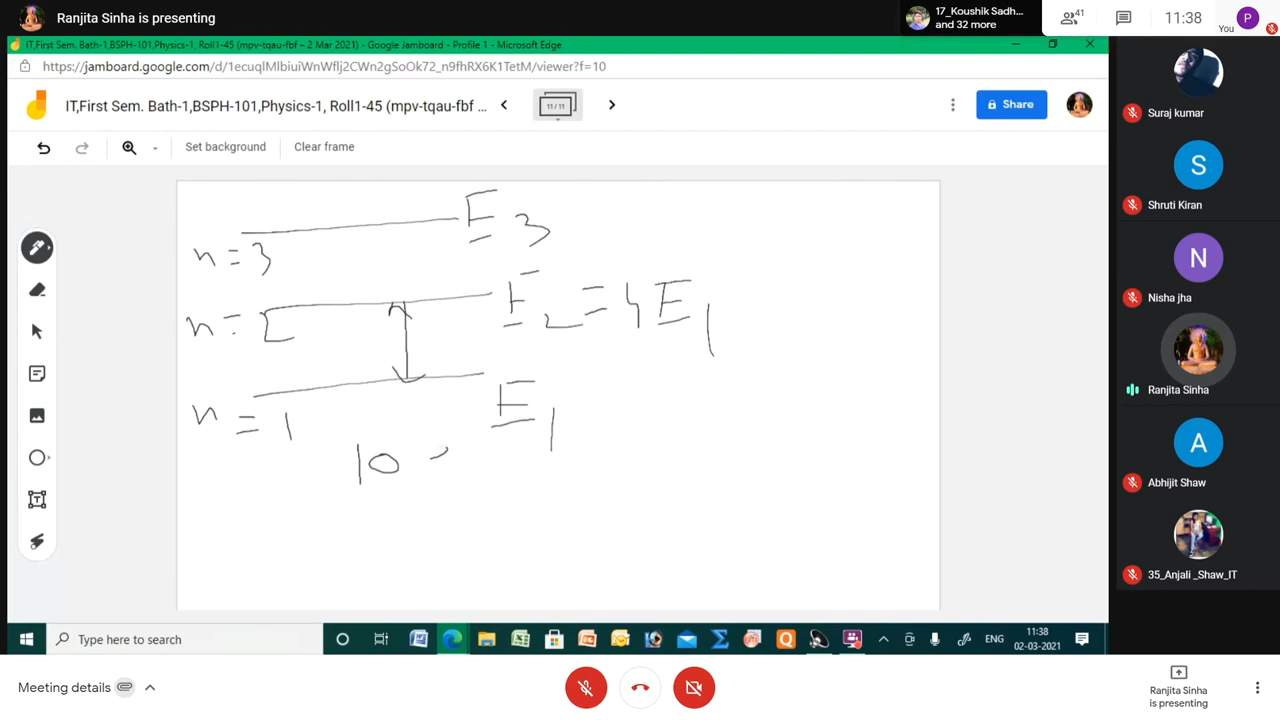 Ranjita Sinha is presenting
17_Koushik Sadh...
and 32 more
41
11:38
You
P
IT,First Sem. Bath-1,BSPH-101,Physics-1, Roll1-45 (mpv-tqau-fbf – 2 Mar 2021) - Google Jamboard - Profile 1 - Microsoft Edge
https://jamboard.google.com/d/1ecuqlMlbiuiWnWflj2CWn2gSoOk72_n9fhRX6K1TetM/viewer?f=10
IT,First Sem. Bath-1,BSPH-101,Physics-1, Roll1-45 (mpv-tqau-fbf ...
11 / 11
Share
Set background
Clear frame
E3
n = 3
n = 2
E2 = 4E1
n = 1
E1
10
Suraj kumar
S
Shruti Kiran
N
Nisha jha
Ranjita Sinha
A
Abhijit Shaw
35_Anjali _Shaw_IT
Type here to search
ENG
11:38
02-03-2021
Meeting details
Ranjita Sinha
is presenting